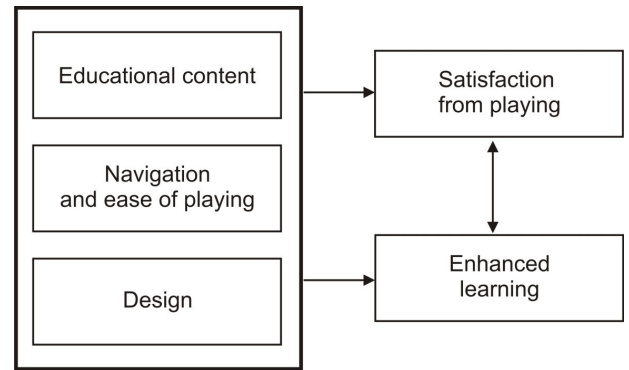 Educational content
Navigation
and ease of playing
Design
Satisfaction
from playing
Enhanced
learning